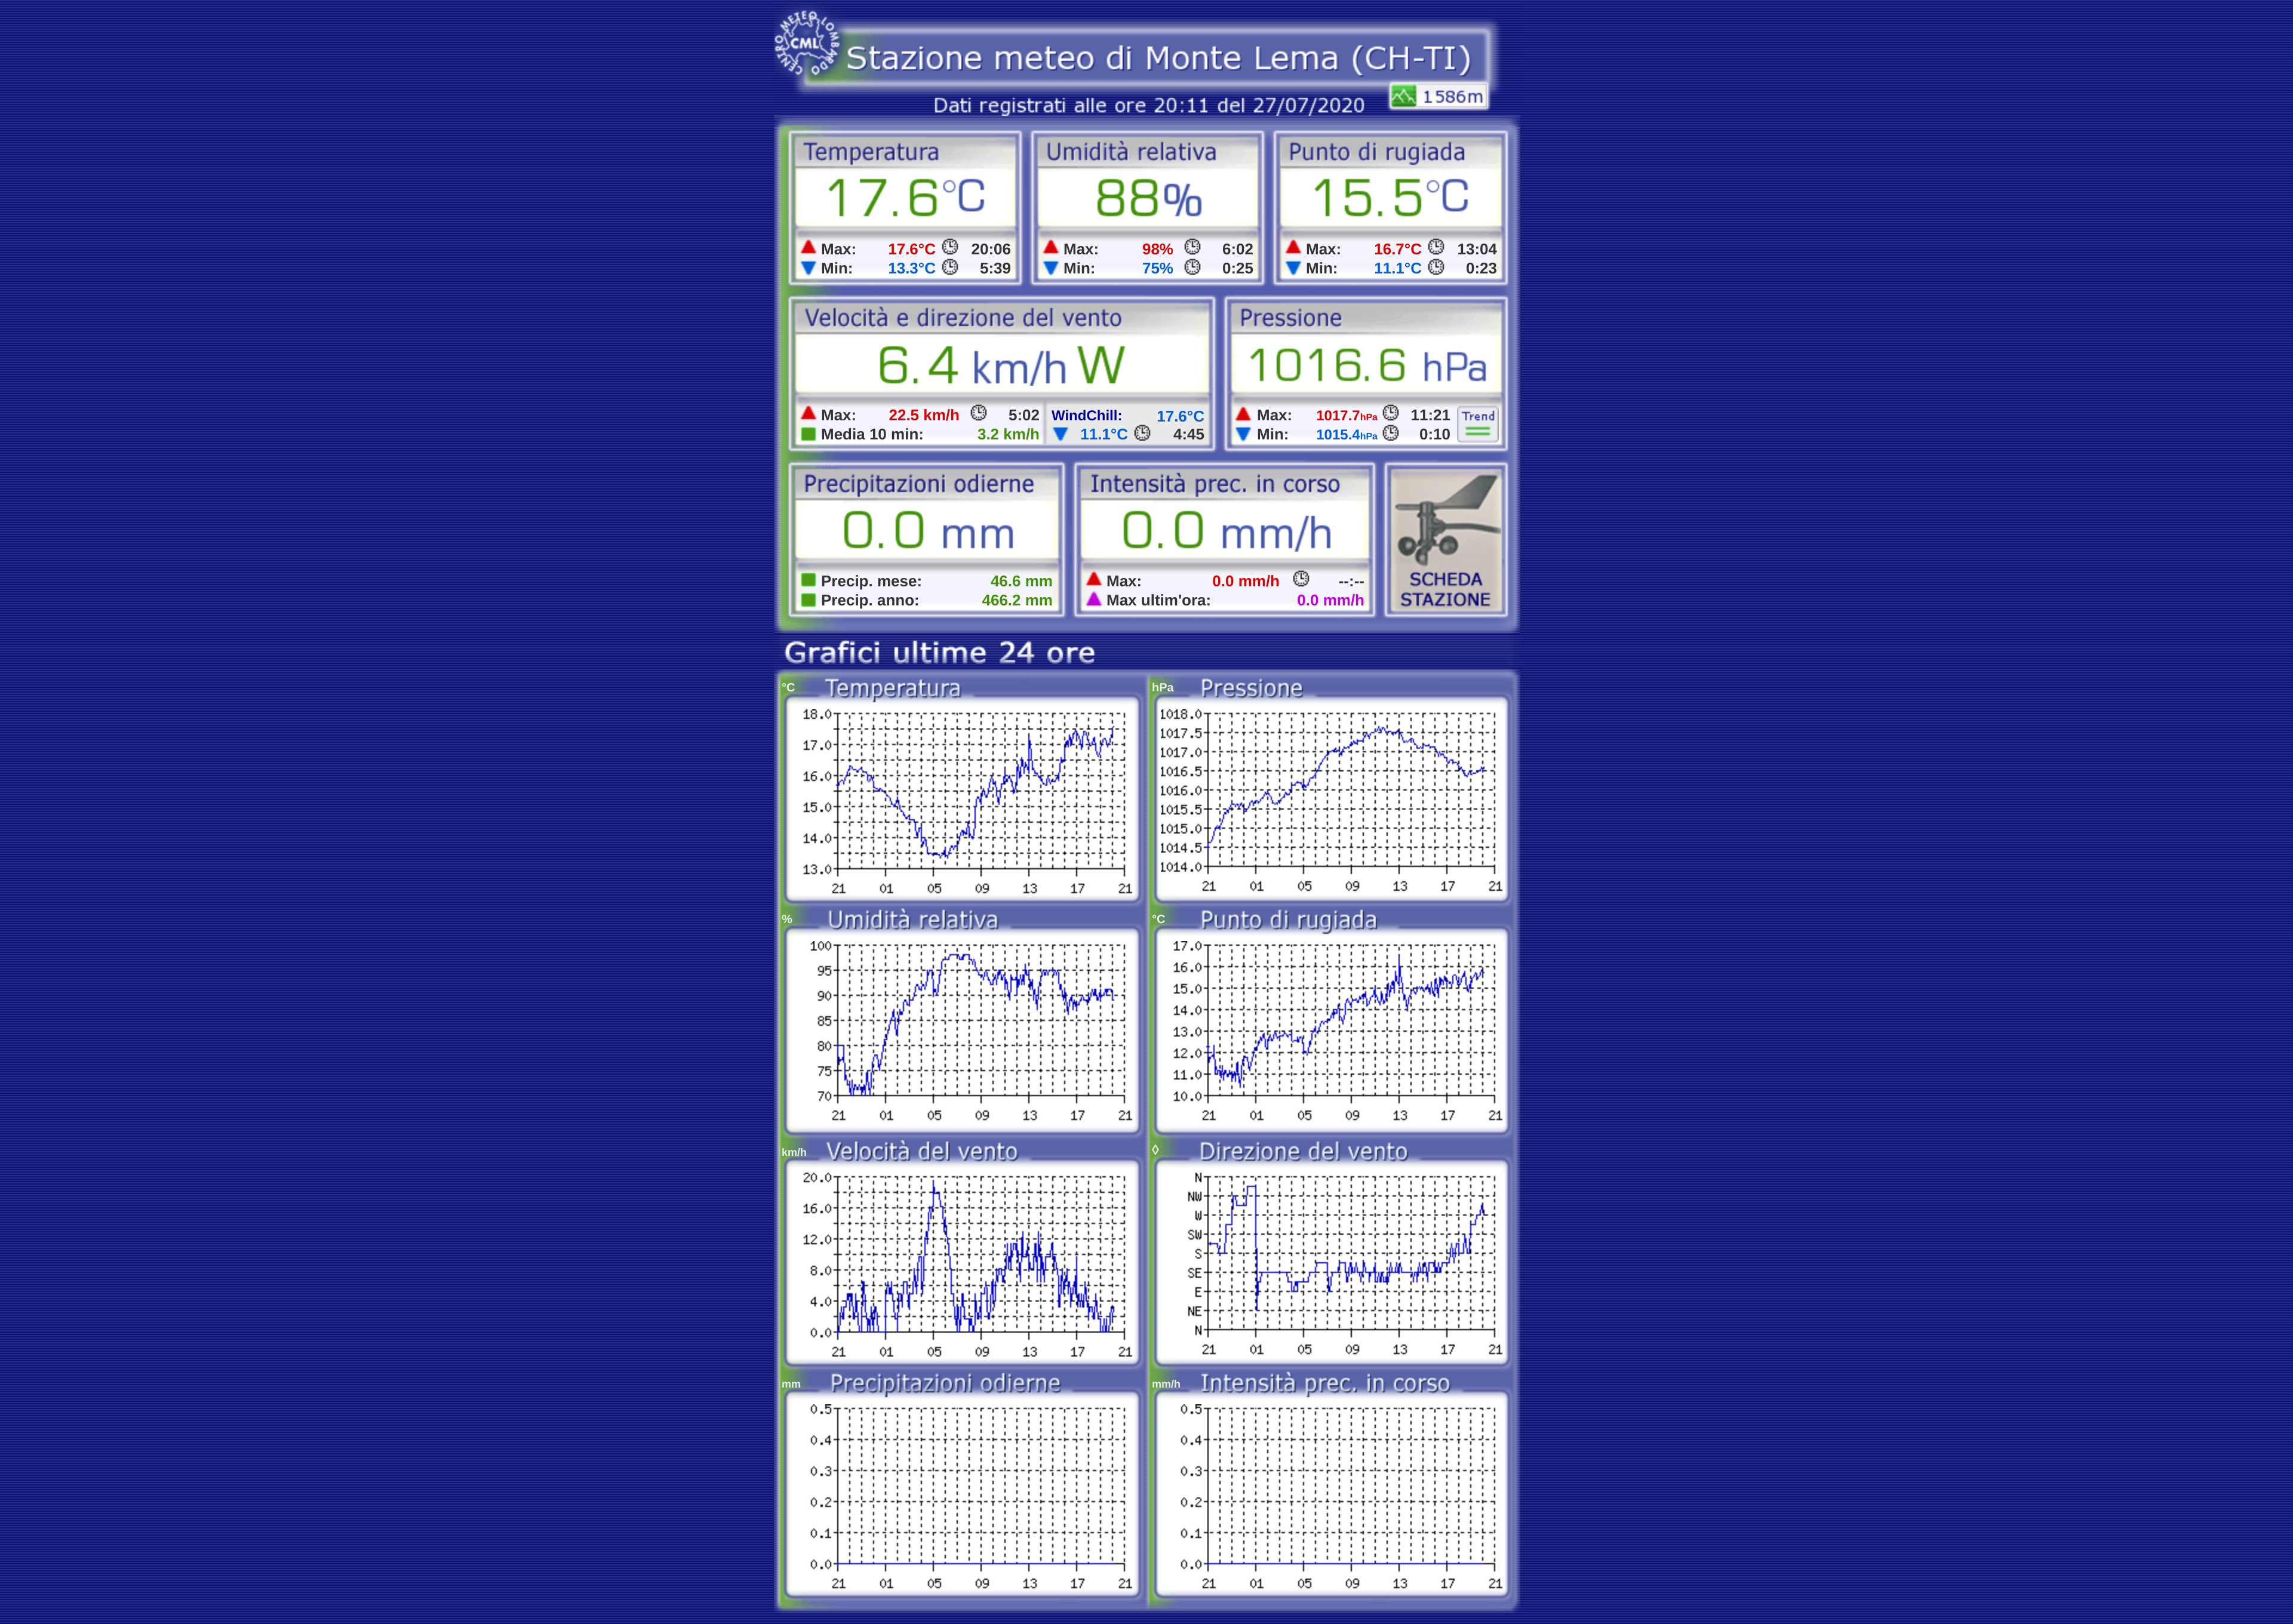 CENTRO METEO LOMBARDO
CML
Stazione meteo di Monte Lema (CH-TI)
Dati registrati alle ore 20:11 del 27/07/2020
1586m
Temperatura
17.6°C
Max: 17.6°C 20:06
Min: 13.3°C 5:39
Umidità relativa
88%
Max: 98% 6:02
Min: 75% 0:25
Punto di rugiada
15.5°C
Max: 16.7°C 13:04
Min: 11.1°C 0:23
Velocità e direzione del vento
6.4 km/h W
Max: 22.5 km/h 5:02
Media 10 min: 3.2 km/h
WindChill: 17.6°C
11.1°C 4:45
Pressione
1016.6 hPa
Max: 1017.7hPa 11:21
Min: 1015.4hPa 0:10
Trend
Precipitazioni odierne
0.0 mm
Precip. mese: 46.6 mm
Precip. anno: 466.2 mm
Intensità prec. in corso
0.0 mm/h
Max: 0.0 mm/h --:--
Max ultim'ora: 0.0 mm/h
SCHEDA
STAZIONE
Grafici ultime 24 ore
°C Temperatura
18.0
17.0
16.0
15.0
14.0
13.0
21 01 05 09 13 17 21
hPa Pressione
1018.0
1017.5
1017.0
1016.5
1016.0
1015.5
1015.0
1014.5
1014.0
21 01 05 09 13 17 21
% Umidità relativa
100
95
90
85
80
75
70
21 01 05 09 13 17 21
°C Punto di rugiada
17.0
16.0
15.0
14.0
13.0
12.0
11.0
10.0
21 01 05 09 13 17 21
km/h Velocità del vento
20.0
16.0
12.0
8.0
4.0
0.0
21 01 05 09 13 17 21
◊ Direzione del vento
N
NW
W
SW
S
SE
E
NE
N
21 01 05 09 13 17 21
mm Precipitazioni odierne
0.5
0.4
0.3
0.2
0.1
0.0
21 01 05 09 13 17 21
mm/h Intensità prec. in corso
0.5
0.4
0.3
0.2
0.1
0.0
21 01 05 09 13 17 21